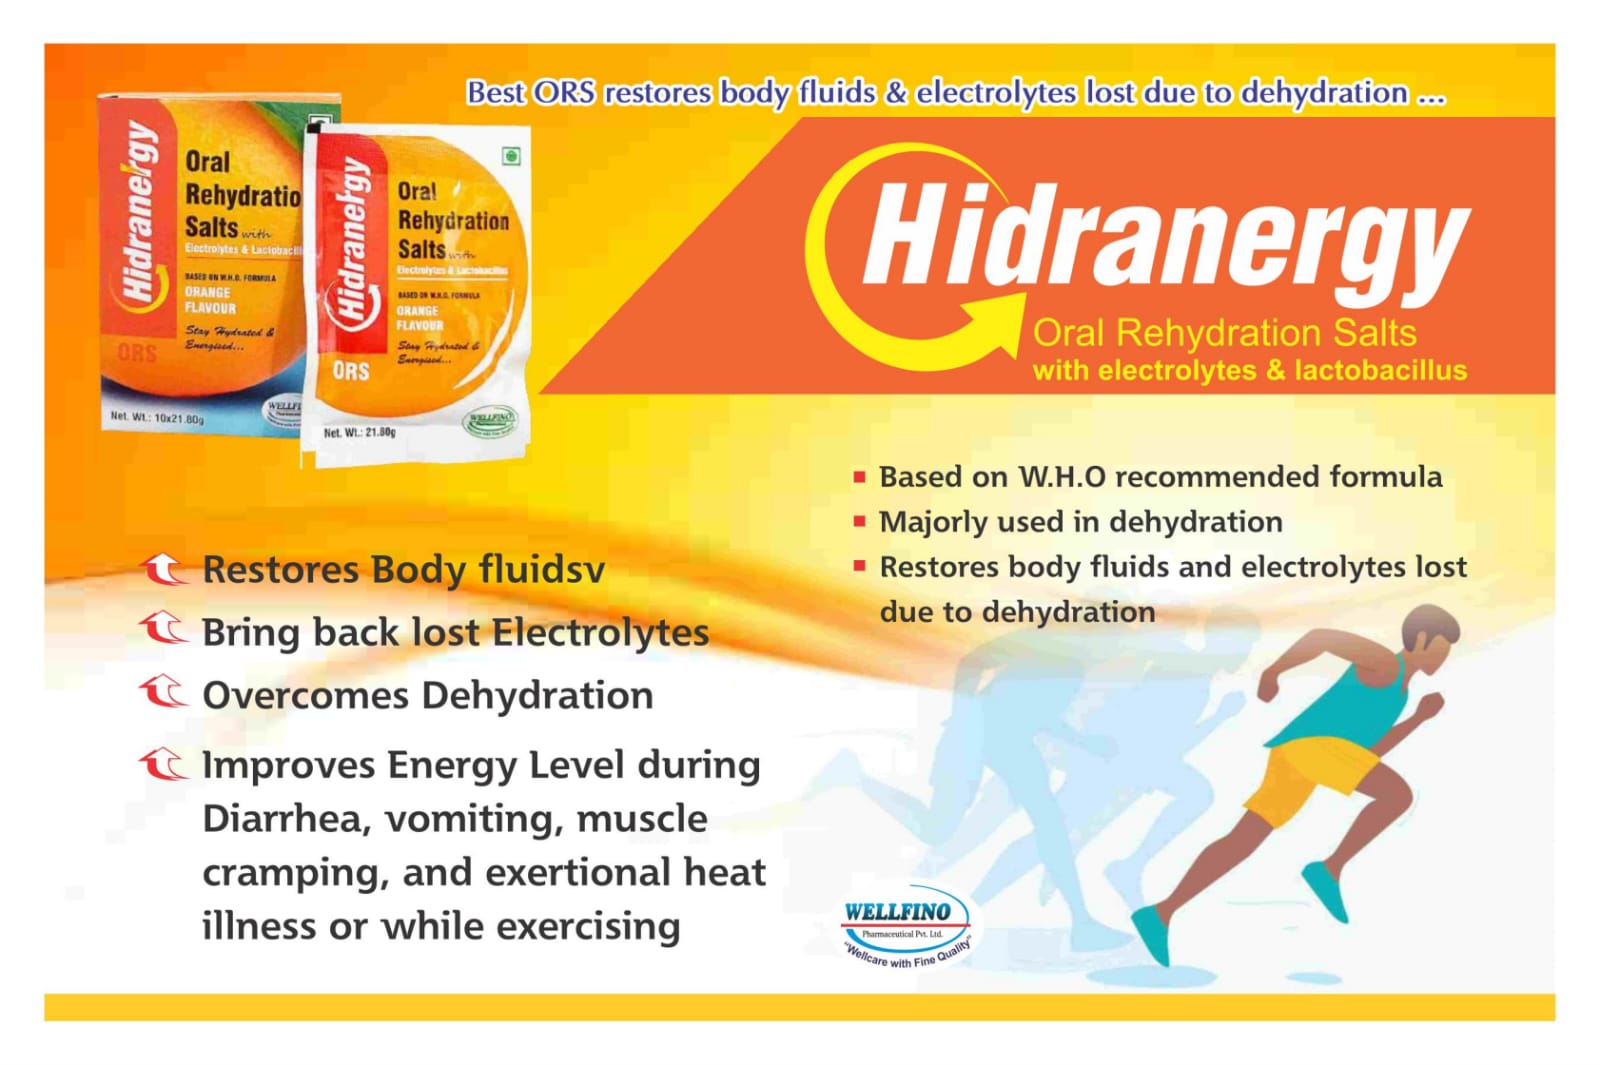 Best ORS restores body fluids & electrolytes lost due to dehydration ...
Hidranergy
Oral
Rehydratio
Salts with
Electrolytes & Lactobacill
BASED ON W.H.O. FORMULA
ORANGE
FLAVOUR
Stay Hydrated &
Energised...
ORS
Net. Wt.: 10x21.80g
WELLFI
Hidranergy
Oral
Rehydration
Salts with
Electrolytes & Lactobacillus
BASED ON W.H.O. FORMULA
ORANGE
FLAVOUR
Stay Hydrated &
Energised...
ORS
Net. Wt.: 21.80g
WELLFINO
Hidranergy
Oral Rehydration Salts
with electrolytes & lactobacillus
Based on W.H.O recommended formula
Majorly used in dehydration
Restores body fluids and electrolytes lost
due to dehydration
Restores Body fluidsv
Bring back lost Electrolytes
Overcomes Dehydration
Improves Energy Level during
Diarrhea, vomiting, muscle
cramping, and exertional heat
illness or while exercising
WELLFINO
Pharmaceutical Pvt. Ltd.
"Wellcare with Fine Quality"